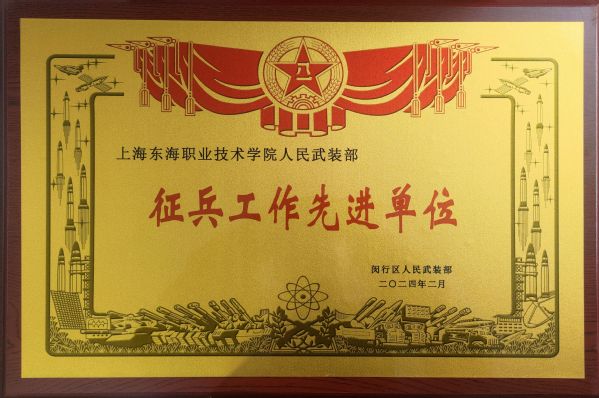 八一
上海东海职业技术学院人民武装部
征兵工作先进单位
闵行区人民武装部
二〇二四年二月